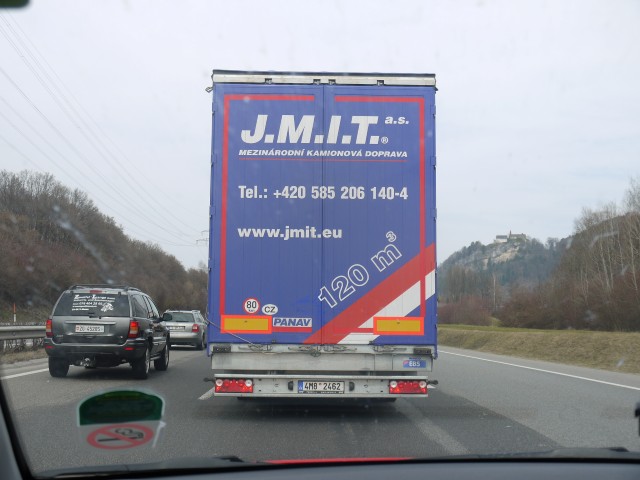 J.M.I.T.® a.s.
MEZINÁRODNÍ KAMIONOVÁ DOPRAVA
Tel.: +420 585 206 140-4
www.jmit.eu
120 m³
80
CZ
PANAV
EBS
4M8 2462